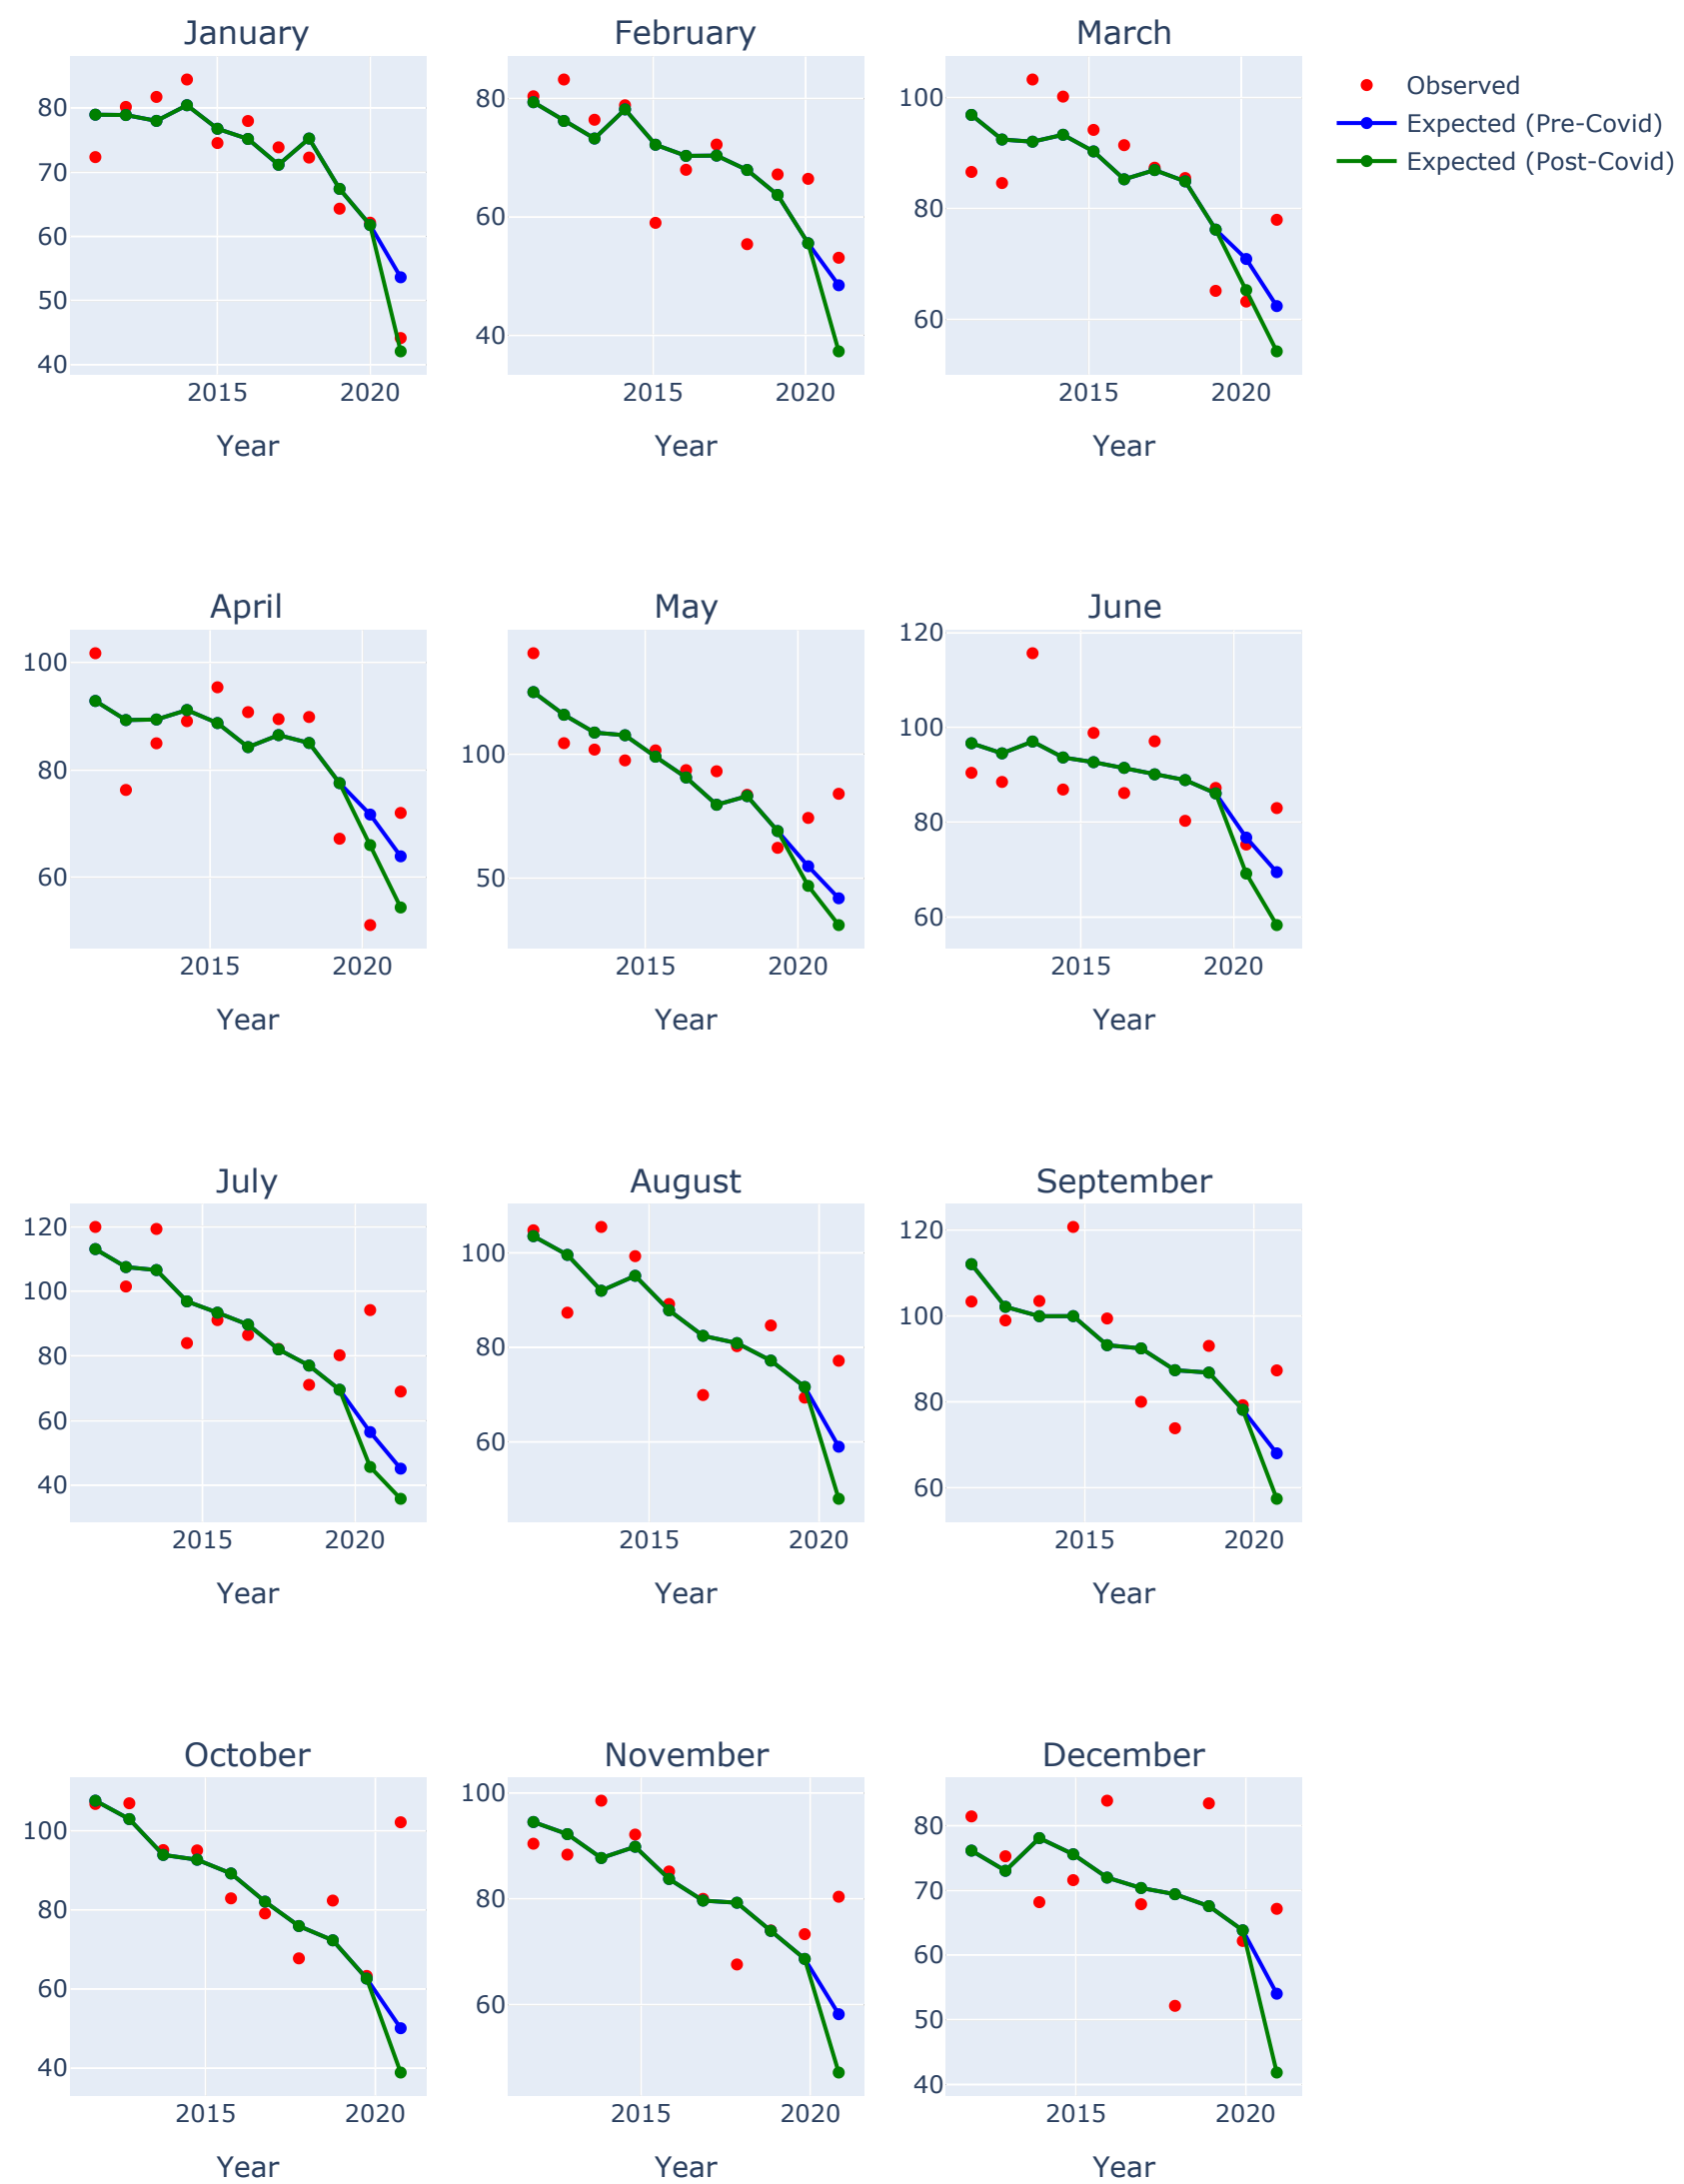 January
February
March
Observed
Expected (Pre-Covid)
Expected (Post-Covid)
80
70
60
50
40
80
60
40
100
80
60
2015
2020
2015
2020
2015
2020
Year
Year
Year
April
May
June
100
80
60
100
50
120
100
80
60
2015
2020
2015
2020
2015
2020
Year
Year
Year
July
August
September
120
100
80
60
40
100
80
60
120
100
80
60
2015
2020
2015
2020
2015
2020
Year
Year
Year
October
November
December
100
80
60
40
100
80
60
80
70
60
50
40
2015
2020
2015
2020
2015
2020
Year
Year
Year